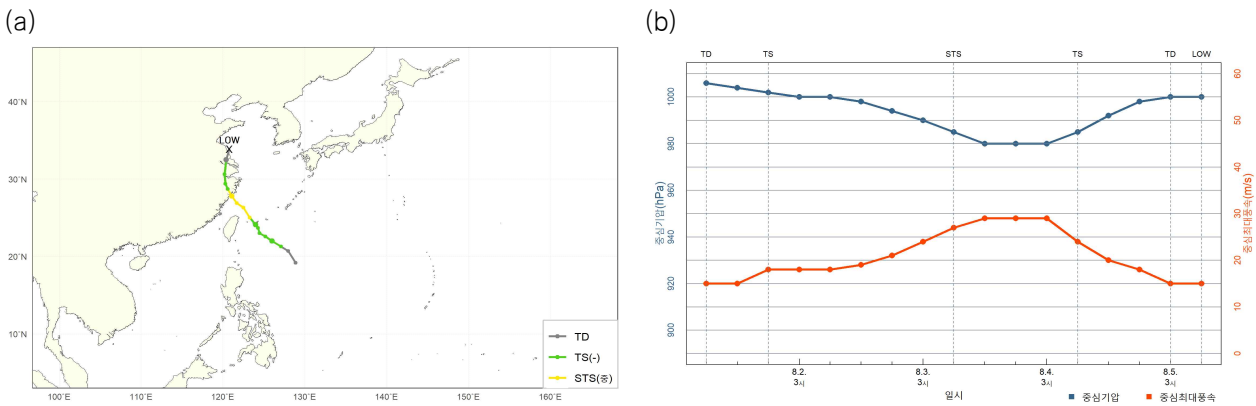 (a)
(b)
40°N
30°N
20°N
10°N
100°E
110°E
120°E
130°E
140°E
150°E
160°E
LOW
TD
TS(-)
STS(중)
TD
TS
STS
TS
TD
LOW
중심기압(hPa)
1000
980
960
940
920
900
중심최대풍속(m/s)
60
50
40
30
20
10
0
8.2.
3시
8.3.
3시
8.4.
3시
8.5.
3시
일시
중심기압
중심최대풍속